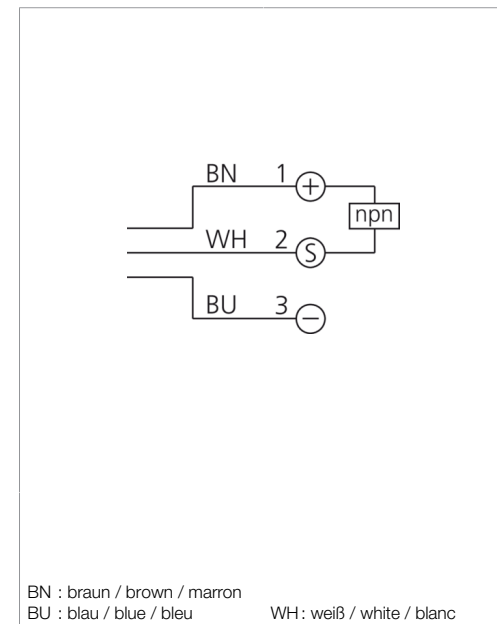 BN 1 +
npn
WH 2 S
BU 3 −
BN : braun / brown / marron
BU : blau / blue / bleu WH : weiß / white / blanc